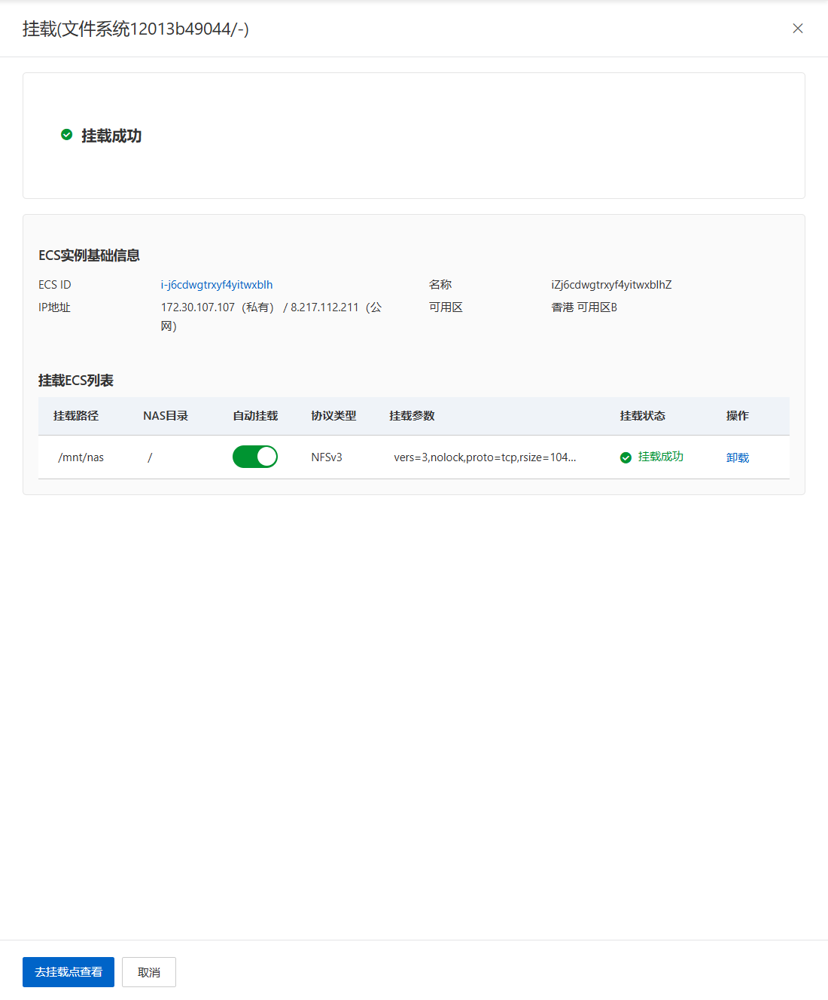 挂载(文件系统12013b49044/-)
挂载成功
ECS实例基础信息
ECS ID
i-j6cdwgtrxyf4yitwxblh
名称
iZj6cdwgtrxyf4yitwxblhZ
IP地址
172.30.107.107（私有） / 8.217.112.211（公
网）
可用区
香港 可用区B
挂载ECS列表
挂载路径 NAS目录 自动挂载 协议类型 挂载参数 挂载状态 操作
/mnt/nas / NFSv3 vers=3,nolock,proto=tcp,rsize=104... 挂载成功 卸载
去挂载点查看 取消